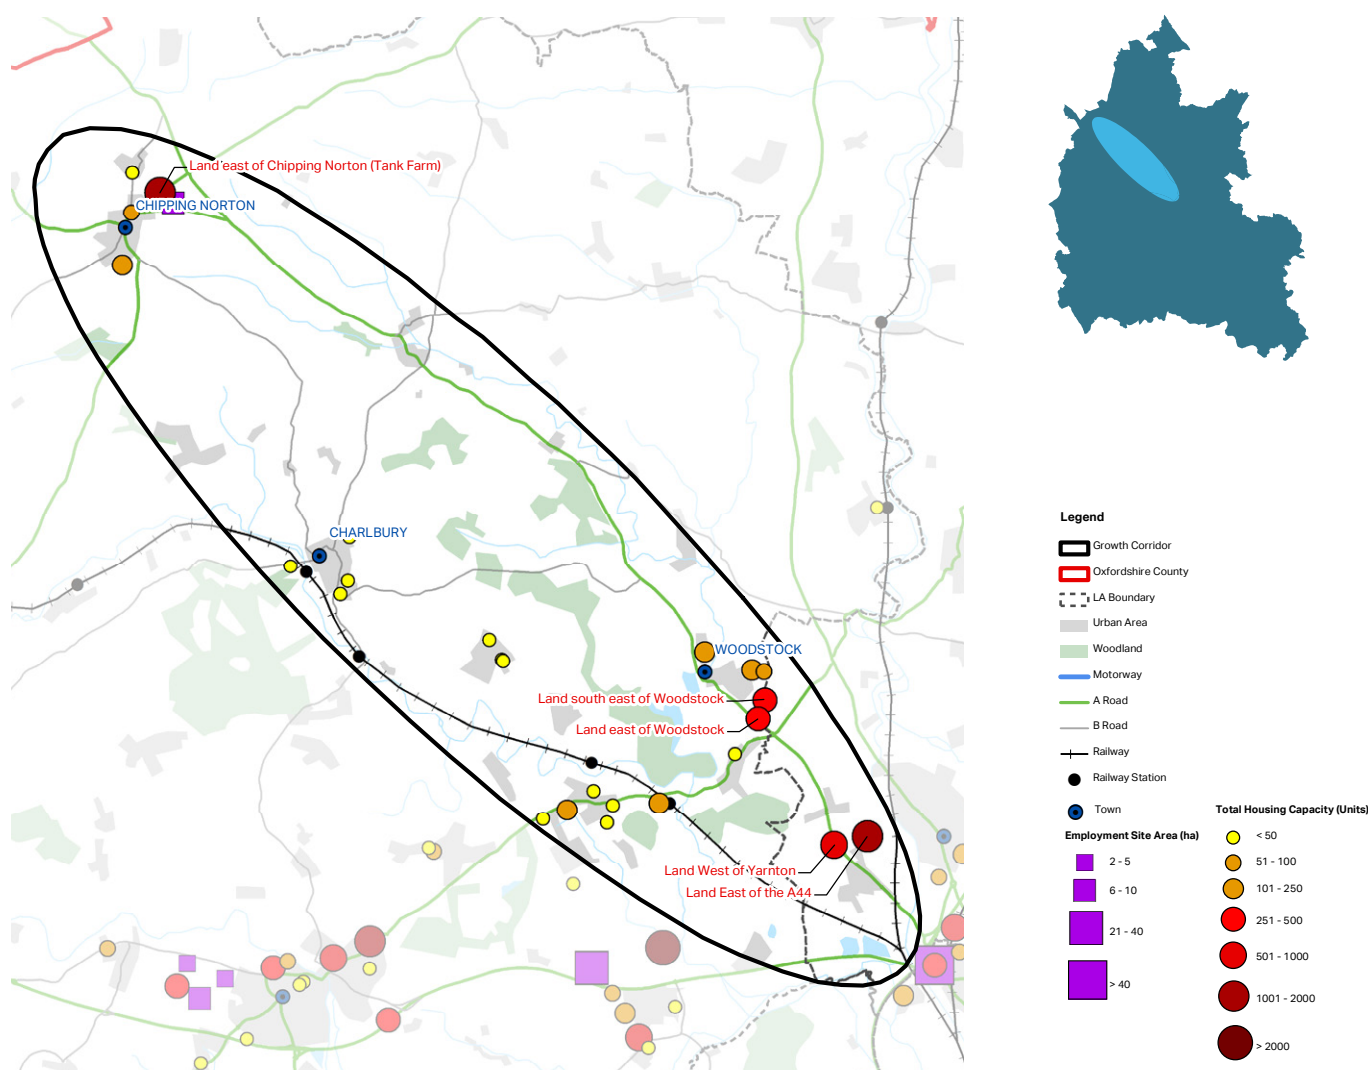 Land east of Chipping Norton (Tank Farm)
CHIPPING NORTON
CHARLBURY
WOODSTOCK
Land south east of Woodstock
Land east of Woodstock
Land West of Yarnton
Land East of the A44
Legend
Growth Corridor
Oxfordshire County
LA Boundary
Urban Area
Woodland
Motorway
A Road
B Road
Railway
Railway Station
Town
Employment Site Area (ha)
2 - 5
6 - 10
21 - 40
> 40
Total Housing Capacity (Units)
< 50
51 - 100
101 - 250
251 - 500
501 - 1000
1001 - 2000
> 2000